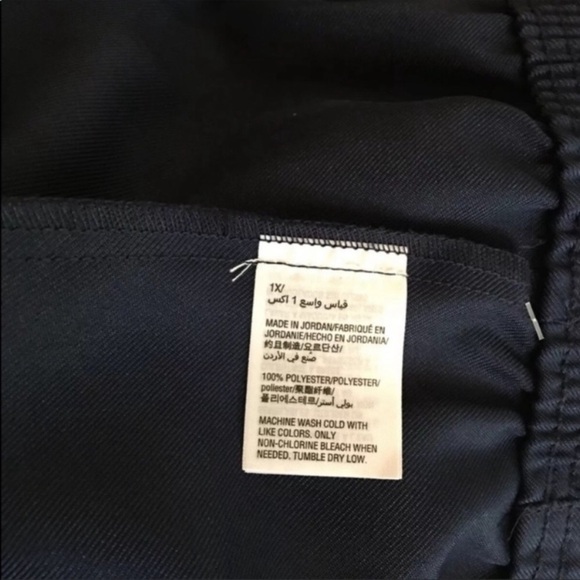 1X/
قياس واسع 1 اكس
MADE IN JORDAN/FABRIQUÉ EN
JORDANIE/HECHO EN JORDANIA/
约旦制造/요르단산/
صُنع في الأردن
100% POLYESTER/POLYESTER/
poliester/聚酯纤维/
폴리에스테르/بولي أستر
MACHINE WASH COLD WITH
LIKE COLORS. ONLY
NON-CHLORINE BLEACH WHEN
NEEDED. TUMBLE DRY LOW.